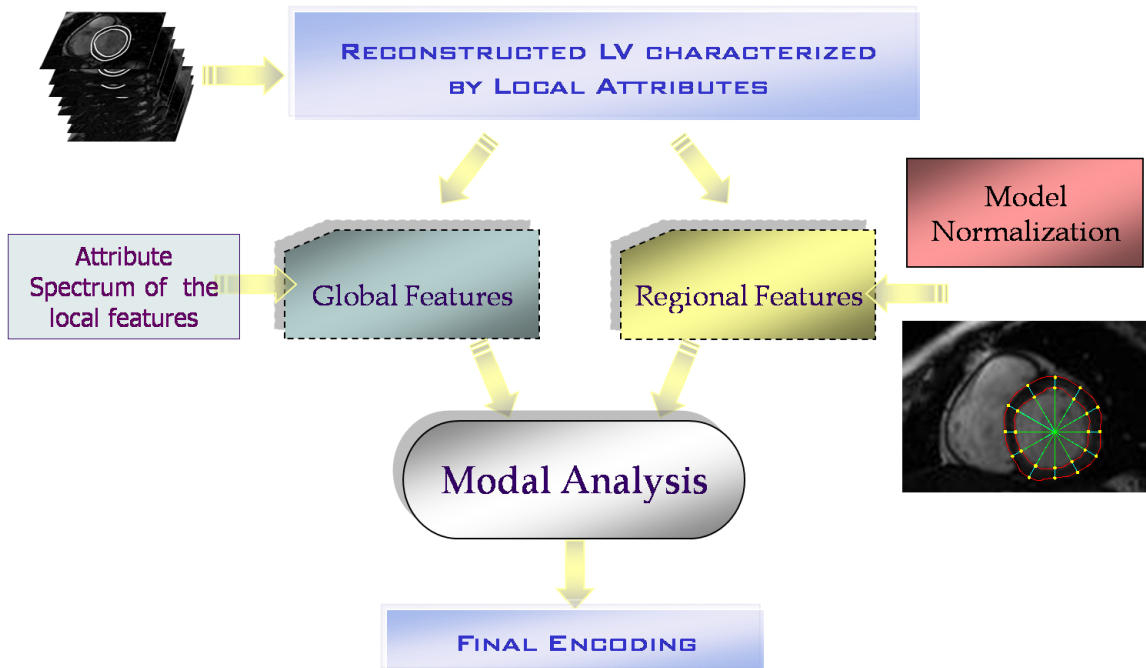 RECONSTRUCTED LV CHARACTERIZED
BY LOCAL ATTRIBUTES
Model
Normalization
Attribute
Spectrum of the
local features
Global Features
Regional Features
Modal Analysis
FINAL ENCODING